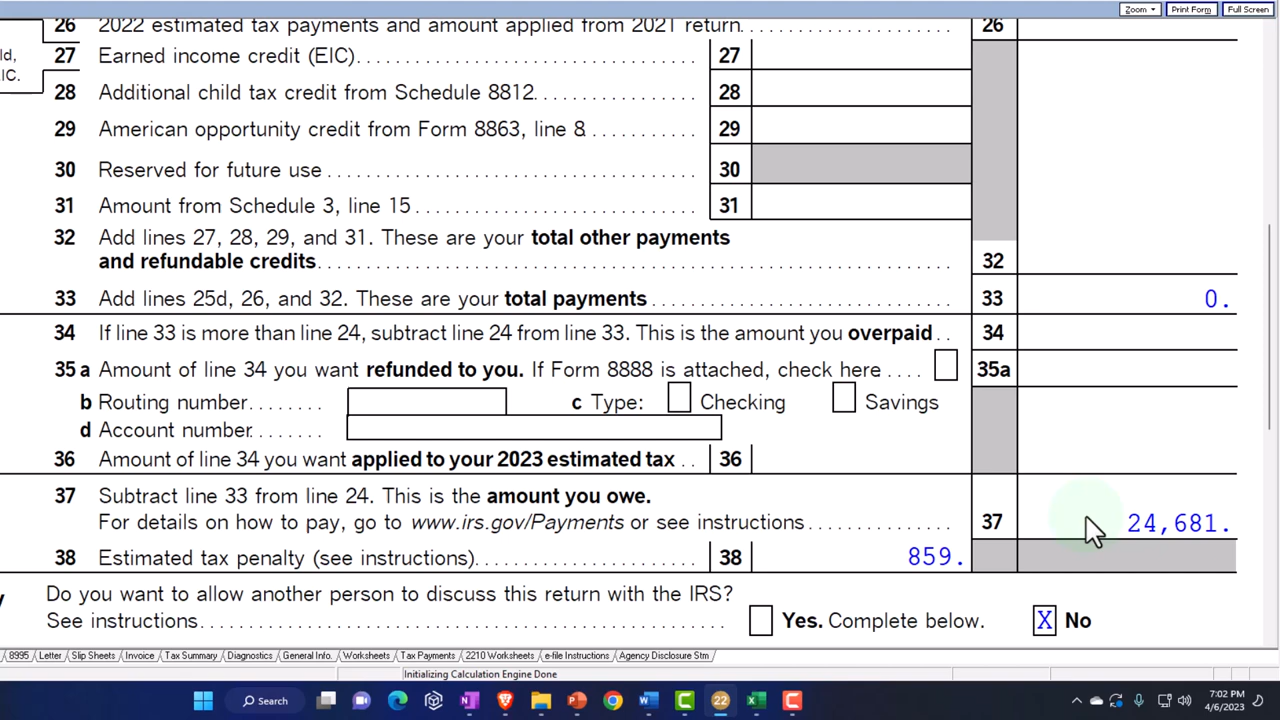 Zoom Print Form Full Screen
26 2022 estimated tax payments and amount applied from 2021 return 26
ld, 27 Earned income credit (EIC) 27
IC. 28 Additional child tax credit from Schedule 8812 28
29 American opportunity credit from Form 8863, line 8 29
30 Reserved for future use 30
31 Amount from Schedule 3, line 15 31
32 Add lines 27, 28, 29, and 31. These are your total other payments
and refundable credits 32
33 Add lines 25d, 26, and 32. These are your total payments 33 0.
34 If line 33 is more than line 24, subtract line 24 from line 33. This is the amount you overpaid 34
35 a Amount of line 34 you want refunded to you. If Form 8888 is attached, check here 35a
b Routing number c Type: Checking Savings
d Account number
36 Amount of line 34 you want applied to your 2023 estimated tax 36
37 Subtract line 33 from line 24. This is the amount you owe.
For details on how to pay, go to www.irs.gov/Payments or see instructions 37 24,681.
38 Estimated tax penalty (see instructions) 38 859.
y Do you want to allow another person to discuss this return with the IRS?
See instructions Yes. Complete below. X No
8995 Letter Slip Sheets Invoice Tax Summary Diagnostics General Info. Worksheets Tax Payments 2210 Worksheets e-file Instructions Agency Disclosure Stm
Initializing Calculation Engine Done
Search 22 7:02 PM
4/6/2023